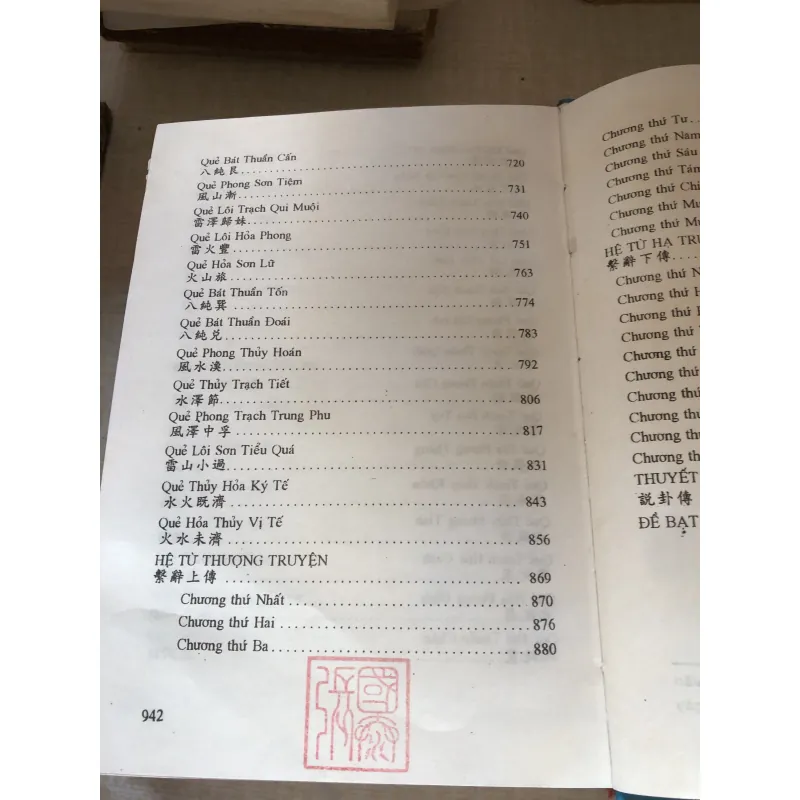 Quẻ Bát Thuần Cấn
八純艮........................................ 720
Quẻ Phong Sơn Tiệm
風山漸........................................ 731
Quẻ Lôi Trạch Qui Muội
雷澤歸妹........................................ 740
Quẻ Lôi Hỏa Phong
雷火豐........................................ 751
Quẻ Hỏa Sơn Lữ
火山旅........................................ 763
Quẻ Bát Thuần Tốn
八純巽........................................ 774
Quẻ Bát Thuần Đoái
八純兌........................................ 783
Quẻ Phong Thủy Hoán
風水渙........................................ 792
Quẻ Thủy Trạch Tiết
水澤節........................................ 806
Quẻ Phong Trạch Trung Phu
風澤中孚........................................ 817
Quẻ Lôi Sơn Tiểu Quá
雷山小過........................................ 831
Quẻ Thủy Hỏa Ký Tế
水火既濟........................................ 843
Quẻ Hỏa Thủy Vị Tế
火水未濟........................................ 856
HỆ TỪ THƯỢNG TRUYỆN
繫辭上傳 ........................................ 869
Chương thứ Nhất ................................ 870
Chương thứ Hai ................................ 876
Chương thứ Ba................................ 880
942
Chương thứ Tư...
Chương thứ Năm
Chương thứ Sáu
Chương thứ
Chương thứ
Chương thứ
Chương thứ
HỆ TỪ HẠ
繫辭下傳...
Chương thứ
Chương thứ
Chương thứ
Chương thứ
Chương thứ
Chương thứ
Chương thứ
Chương thứ
Chương thứ
Chương thứ
THUYẾT
説卦傳
ĐỀ BẠT